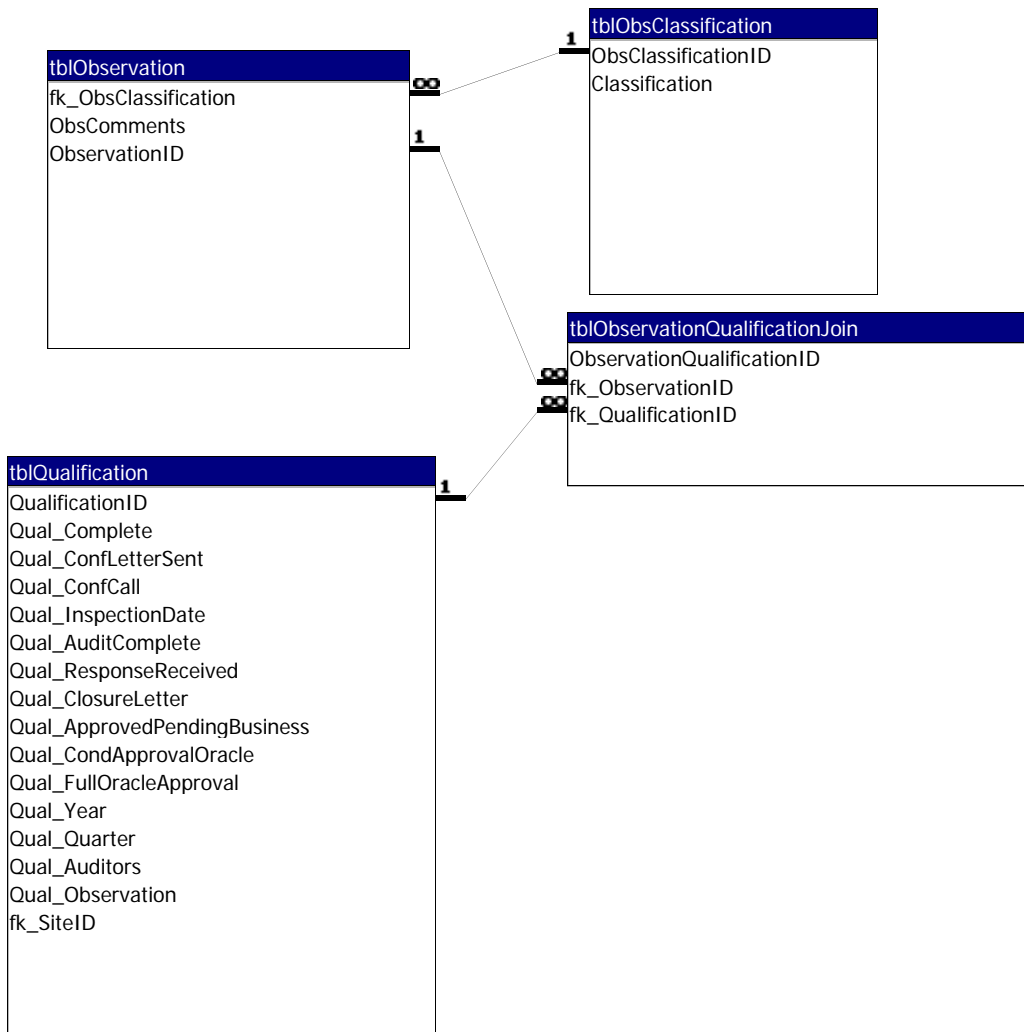 tblObservation
fk_ObsClassification
ObsComments
ObservationID
∞
1
1
tblObsClassification
ObsClassificationID
Classification
tblObservationQualificationJoin
ObservationQualificationID
fk_ObservationID
fk_QualificationID
∞
∞
tblQualification
1
QualificationID
Qual_Complete
Qual_ConfLetterSent
Qual_ConfCall
Qual_InspectionDate
Qual_AuditComplete
Qual_ResponseReceived
Qual_ClosureLetter
Qual_ApprovedPendingBusiness
Qual_CondApprovalOracle
Qual_FullOracleApproval
Qual_Year
Qual_Quarter
Qual_Auditors
Qual_Observation
fk_SiteID